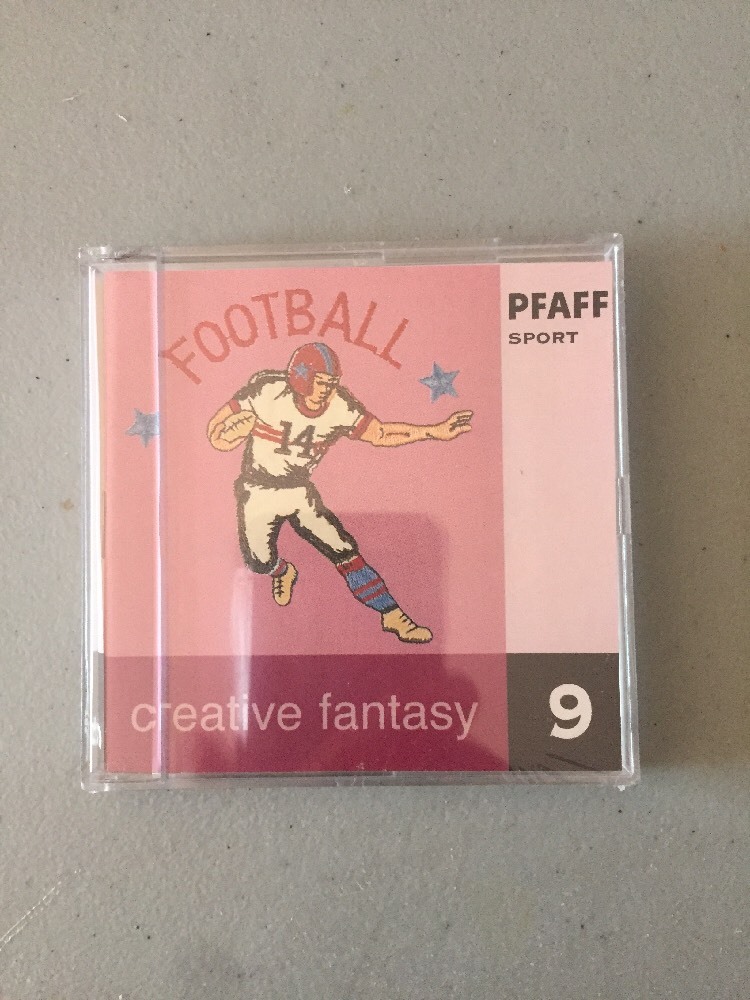 FOOTBALL
14
PFAFF
SPORT
creative fantasy
9